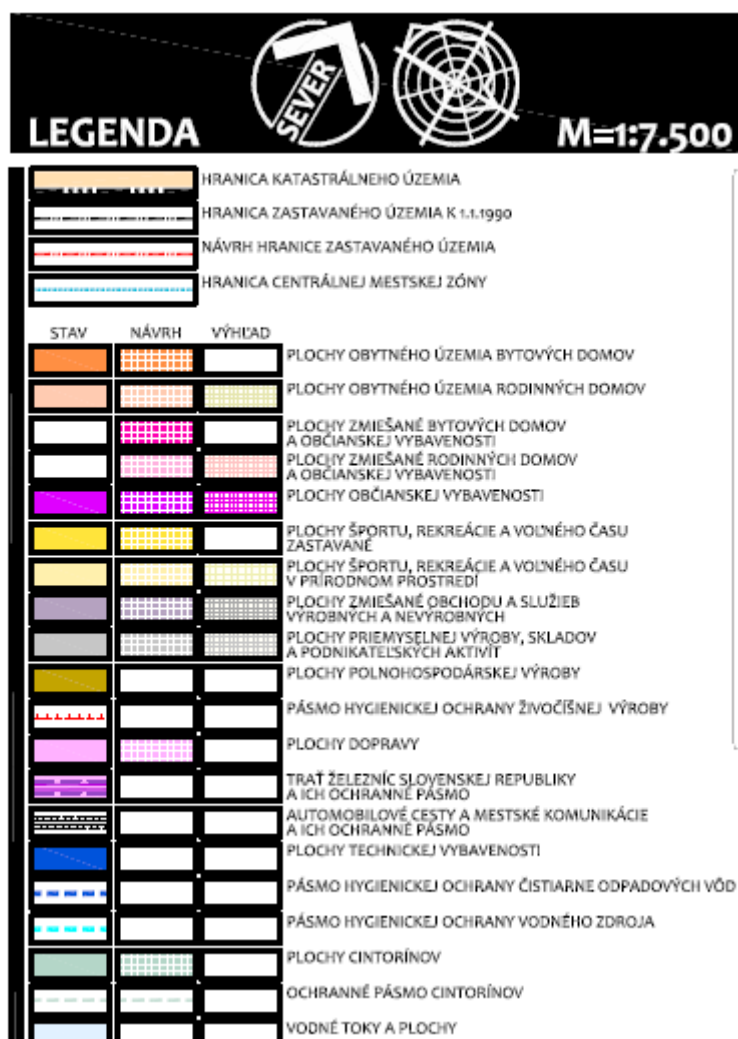 LEGENDA
SEVER
M=1:7.500
HRANICA KATASTRÁLNEHO ÚZEMIA
HRANICA ZASTAVANÉHO ÚZEMIA K 1.1.1990
NÁVRH HRANICE ZASTAVANÉHO ÚZEMIA
HRANICA CENTRÁLNEJ MESTSKEJ ZÓNY
STAV NÁVRH VÝHĽAD
PLOCHY OBYTNÉHO ÚZEMIA BYTOVÝCH DOMOV
PLOCHY OBYTNÉHO ÚZEMIA RODINNÝCH DOMOV
PLOCHY ZMIEŠANÉ BYTOVÝCH DOMOV
A OBČIANSKEJ VYBAVENOSTI
PLOCHY ZMIEŠANÉ RODINNÝCH DOMOV
A OBČIANSKEJ VYBAVENOSTI
PLOCHY OBČIANSKEJ VYBAVENOSTI
PLOCHY ŠPORTU, REKREÁCIE A VOĽNÉHO ČASU
ZASTAVANÉ
PLOCHY ŠPORTU, REKREÁCIE A VOĽNÉHO ČASU
V PRÍRODNOM PROSTREDÍ
PLOCHY ZMIEŠANÉ OBCHODU A SLUŽIEB
VÝROBNÝCH A NEVÝROBNÝCH
PLOCHY PRIEMYSELNEJ VÝROBY, SKLADOV
A PODNIKATEĽSKÝCH AKTIVÍT
PLOCHY POLNOHOSPODÁRSKEJ VÝROBY
PÁSMO HYGIENICKEJ OCHRANY ŽIVOČÍŠNEJ VÝROBY
PLOCHY DOPRAVY
TRAŤ ŽELEZNÍC SLOVENSKEJ REPUBLIKY
A ICH OCHRANNÉ PÁSMO
AUTOMOBILOVÉ CESTY A MESTSKÉ KOMUNIKÁCIE
A ICH OCHRANNÉ PÁSMO
PLOCHY TECHNICKEJ VYBAVENOSTI
PÁSMO HYGIENICKEJ OCHRANY ČISTIARNE ODPADOVÝCH VÔD
PÁSMO HYGIENICKEJ OCHRANY VODNÉHO ZDROJA
PLOCHY CINTORÍNOV
OCHRANNÉ PÁSMO CINTORÍNOV
VODNÉ TOKY A PLOCHY